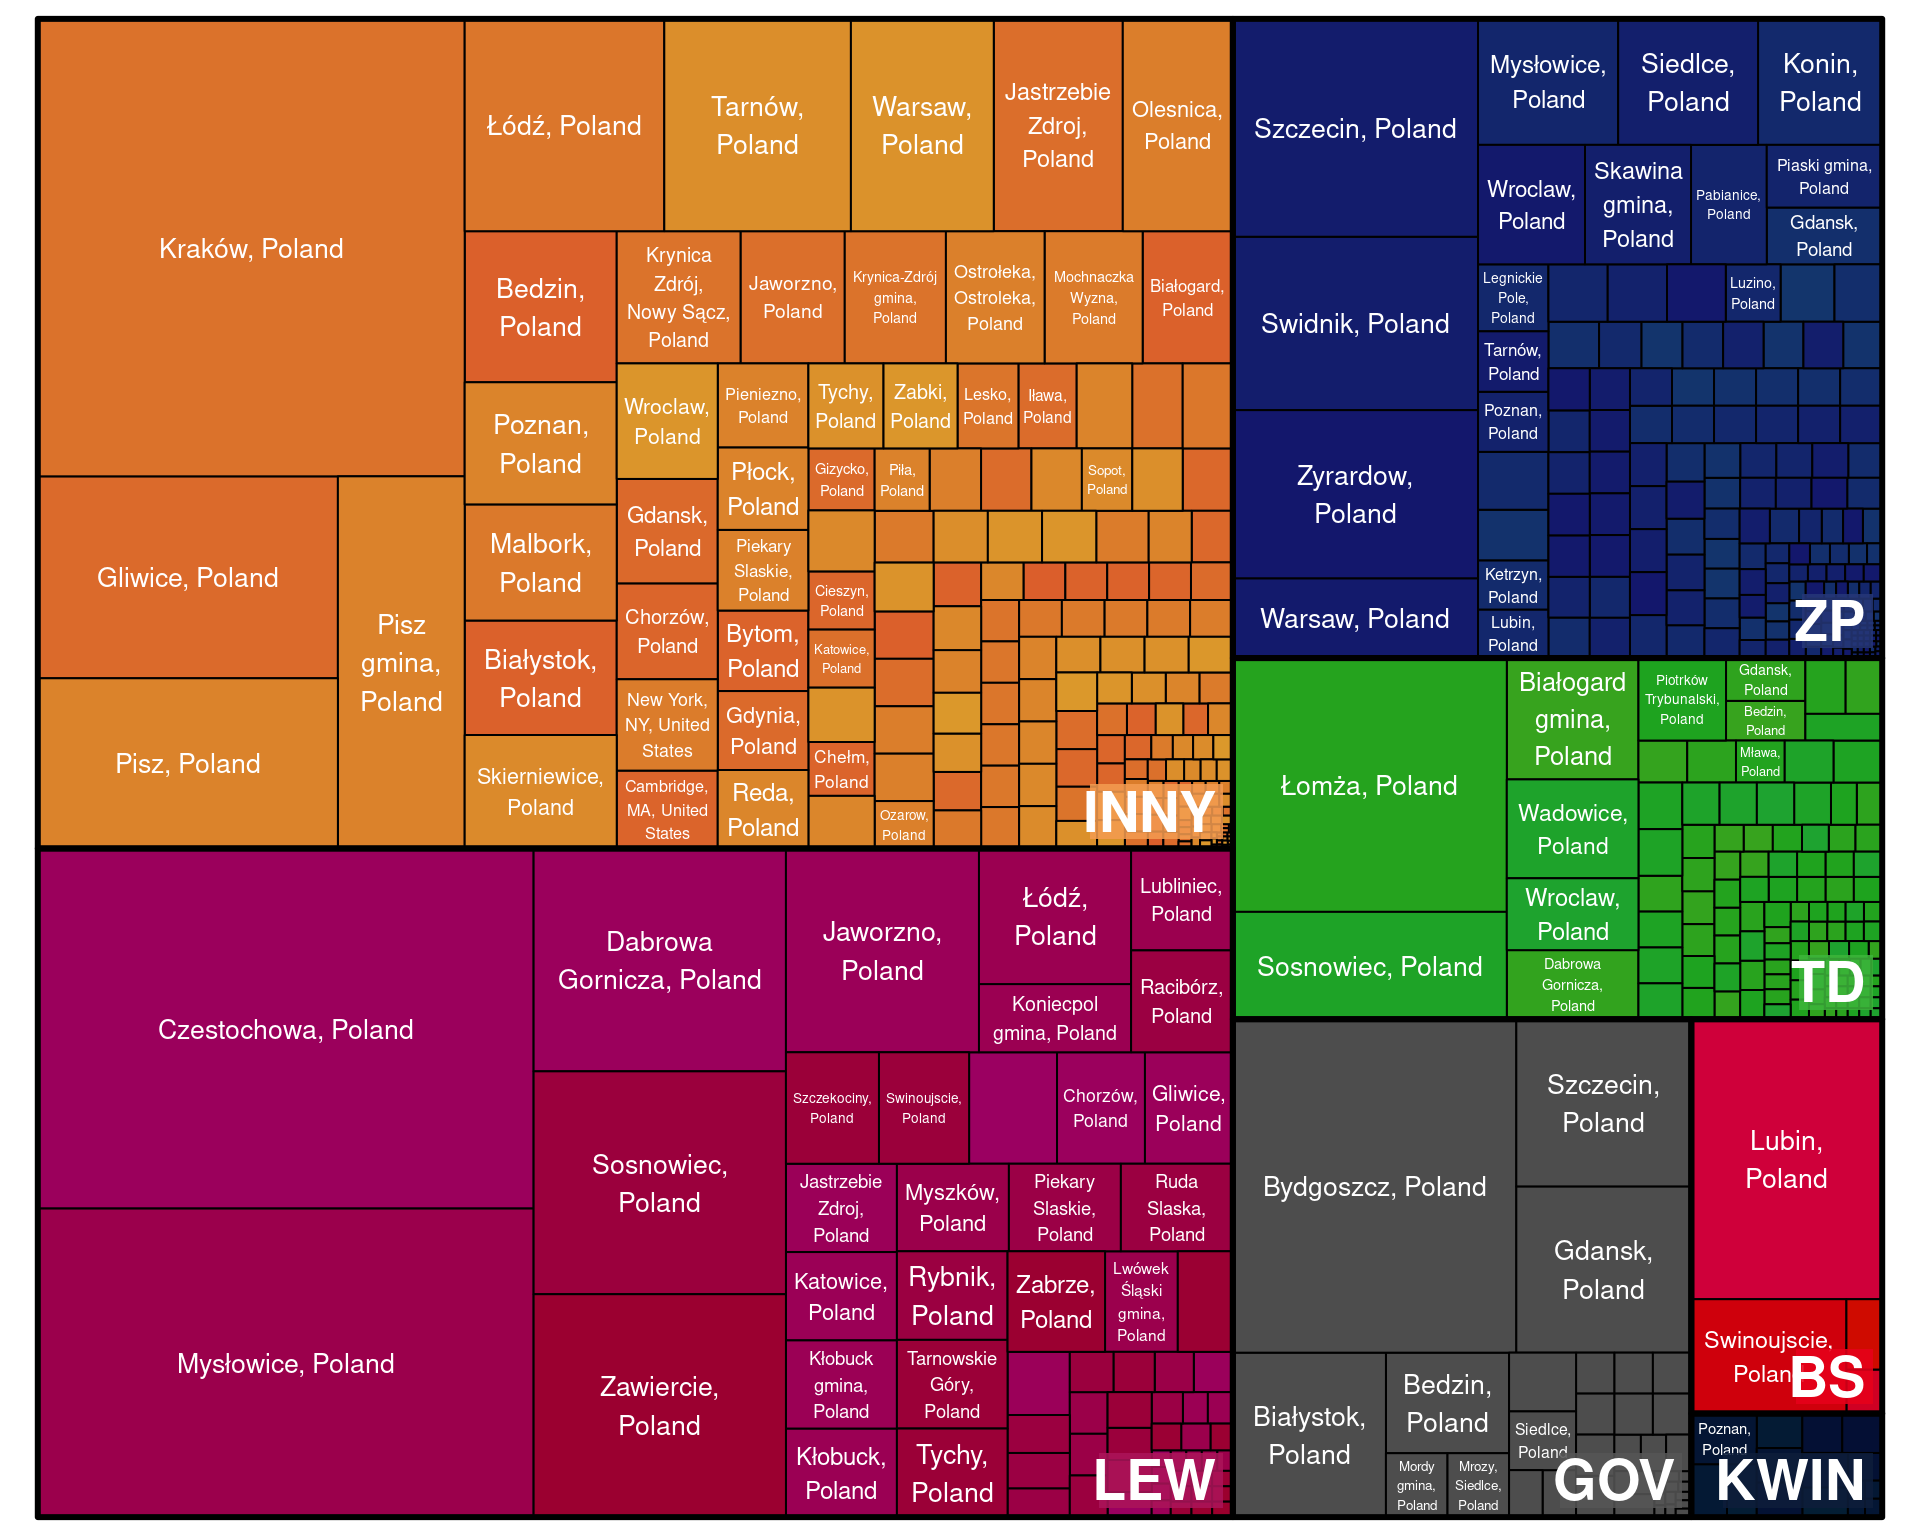 Kraków, Poland
Łódź, Poland
Tarnów,
Poland
Warsaw,
Poland
Jastrzebie
Zdroj,
Poland
Olesnica,
Poland
Gliwice, Poland
Pisz, Poland
Pisz
gmina,
Poland
Bedzin,
Poland
Poznan,
Poland
Malbork,
Poland
Białystok,
Poland
Skierniewice,
Poland
Krynica
Zdrój,
Nowy Sącz,
Poland
Jaworzno,
Poland
Krynica-Zdrój
gmina,
Poland
Ostrołeka,
Ostroleka,
Poland
Mochnaczka
Wyzna,
Poland
Białogard,
Poland
Wroclaw,
Poland
Gdansk,
Poland
Chorzów,
Poland
New York,
NY, United
States
Cambridge,
MA, United
States
Pieniezno,
Poland
Płock,
Poland
Piekary
Slaskie,
Poland
Bytom,
Poland
Gdynia,
Poland
Reda,
Poland
Tychy,
Poland
Zabki,
Poland
Lesko,
Poland
Iława,
Poland
Gizycko,
Poland
Piła,
Poland
Sopot,
Poland
Cieszyn,
Poland
Katowice,
Poland
Chełm,
Poland
Ozarow,
Poland
INNY
Szczecin, Poland
Swidnik, Poland
Zyrardow,
Poland
Warsaw, Poland
Mysłowice,
Poland
Siedlce,
Poland
Konin,
Poland
Wroclaw,
Poland
Skawina
gmina,
Poland
Pabianice,
Poland
Piaski gmina,
Poland
Gdansk,
Poland
Legnickie
Pole,
Poland
Luzino,
Poland
Tarnów,
Poland
Poznan,
Poland
Ketrzyn,
Poland
Lubin,
Poland
ZP
Łomża, Poland
Sosnowiec, Poland
Białogard
gmina,
Poland
Wadowice,
Poland
Wroclaw,
Poland
Dabrowa
Gornicza,
Poland
Piotrków
Trybunalski,
Poland
Gdansk,
Poland
Bedzin,
Poland
Mława,
Poland
TD
Czestochowa, Poland
Mysłowice, Poland
Dabrowa
Gornicza, Poland
Sosnowiec,
Poland
Zawiercie,
Poland
Jaworzno,
Poland
Łódź,
Poland
Koniecpol
gmina, Poland
Lubliniec,
Poland
Racibórz,
Poland
Szczekociny,
Poland
Swinoujscie,
Poland
Chorzów,
Poland
Gliwice,
Poland
Jastrzebie
Zdroj,
Poland
Myszków,
Poland
Piekary
Slaskie,
Poland
Ruda
Slaska,
Poland
Katowice,
Poland
Rybnik,
Poland
Zabrze,
Poland
Lwówek
Śląski
gmina,
Poland
Kłobuck
gmina,
Poland
Tarnowskie
Góry,
Poland
Kłobuck,
Poland
Tychy,
Poland
LEW
Bydgoszcz, Poland
Szczecin,
Poland
Gdansk,
Poland
Białystok,
Poland
Bedzin,
Poland
Mordy
gmina,
Poland
Mrozy,
Siedlce,
Poland
Siedlce,
Poland
GOV
Lubin,
Poland
Swinoujscie,
Poland
BS
Poznan,
Poland
KWIN